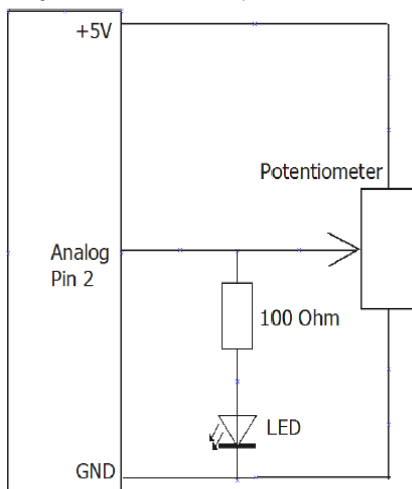 +5V
Potentiometer
Analog
Pin 2
100 Ohm
LED
GND